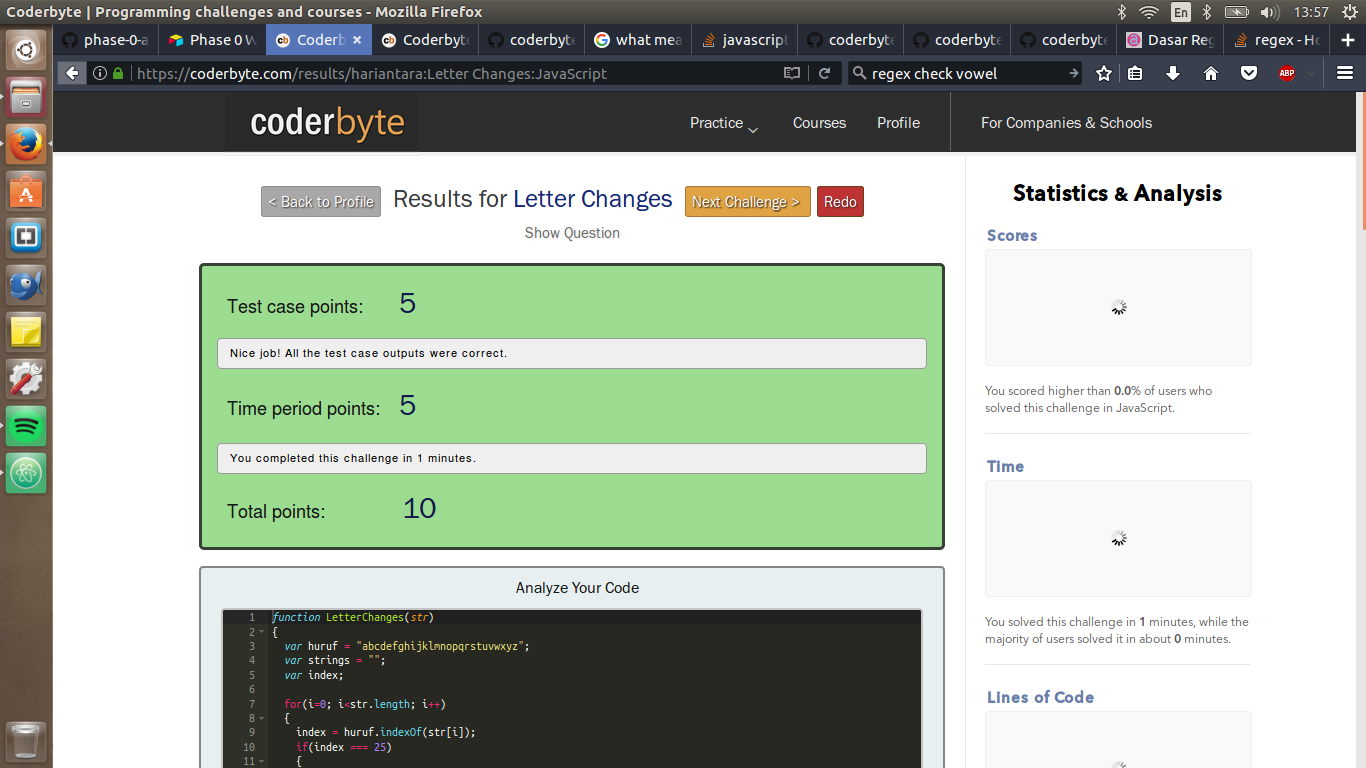 Coderbyte | Programming challenges and courses - Mozilla Firefox
En
13:57
phase-0-a
Phase 0 W
Coderb
Coderbyt
coderbyte
what mea
javascript
coderbyte
coderbyte
coderbyte
Dasar Reg
regex - Ho
https://coderbyte.com/results/hariantara:Letter Changes:JavaScript
regex check vowel
ABP
coderbyte
Practice
Courses
Profile
For Companies & Schools
< Back to Profile
Results for Letter Changes
Next Challenge >
Redo
Show Question
Test case points: 5
Nice job! All the test case outputs were correct.
Time period points: 5
You completed this challenge in 1 minutes.
Total points: 10
Analyze Your Code
1 function LetterChanges(str)
2 {
3 var huruf = "abcdefghijklmnopqrstuvwxyz";
4 var strings = "";
5 var index;
6
7 for(i=0; i<str.length; i++)
8 {
9 index = huruf.indexOf(str[i]);
10 if(index === 25)
11 {
Statistics & Analysis
Scores
You scored higher than 0.0% of users who
solved this challenge in JavaScript.
Time
You solved this challenge in 1 minutes, while the
majority of users solved it in about 0 minutes.
Lines of Code